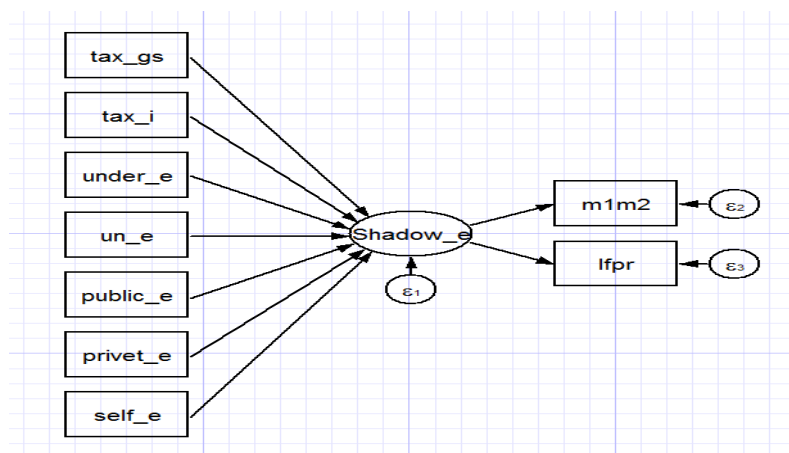 tax_gs
tax_i
under_e
un_e
public_e
privet_e
self_e
Shadow_e
ε₁
m1m2
ε₂
lfpr
ε₃